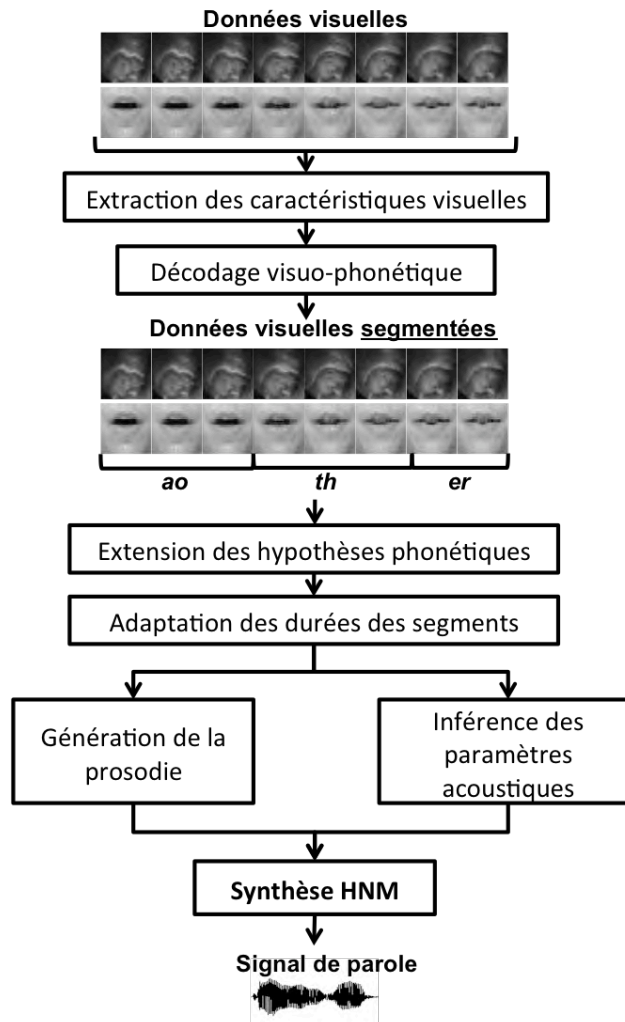 Données visuelles
Extraction des caractéristiques visuelles
Décodage visuo-phonétique
Données visuelles segmentées
ao th er
Extension des hypothèses phonétiques
Adaptation des durées des segments
Génération de la
prosodie
Inférence des
paramètres
acoustiques
Synthèse HNM
Signal de parole